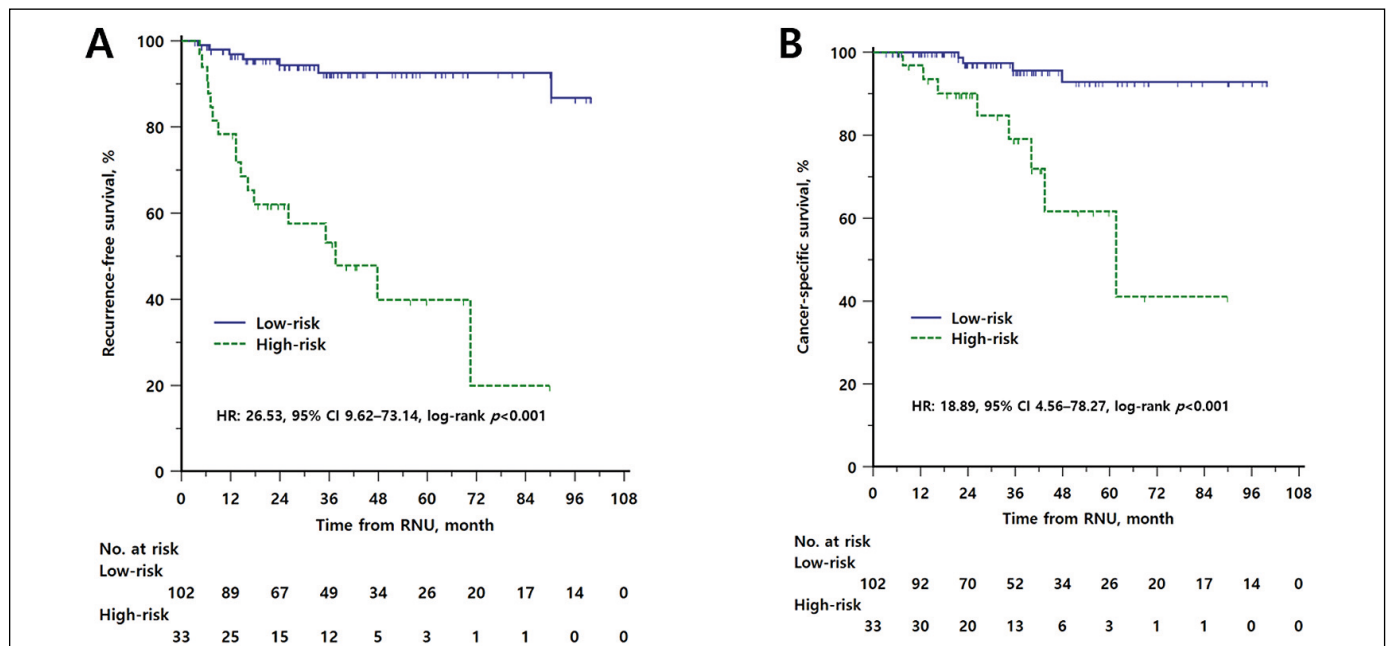 A
100
80
60
40
20
0
Recurrence-free survival, %
Low-risk
High-risk
HR: 26.53, 95% CI 9.62–73.14, log-rank p<0.001
0 12 24 36 48 60 72 84 96 108
Time from RNU, month
No. at risk
Low-risk
102 89 67 49 34 26 20 17 14 0
High-risk
33 25 15 12 5 3 1 1 0 0
B
100
80
60
40
20
0
Cancer-specific survival, %
Low-risk
High-risk
HR: 18.89, 95% CI 4.56–78.27, log-rank p<0.001
0 12 24 36 48 60 72 84 96 108
Time from RNU, month
No. at risk
Low-risk
102 92 70 52 34 26 20 17 14 0
High-risk
33 30 20 13 6 3 1 1 0 0